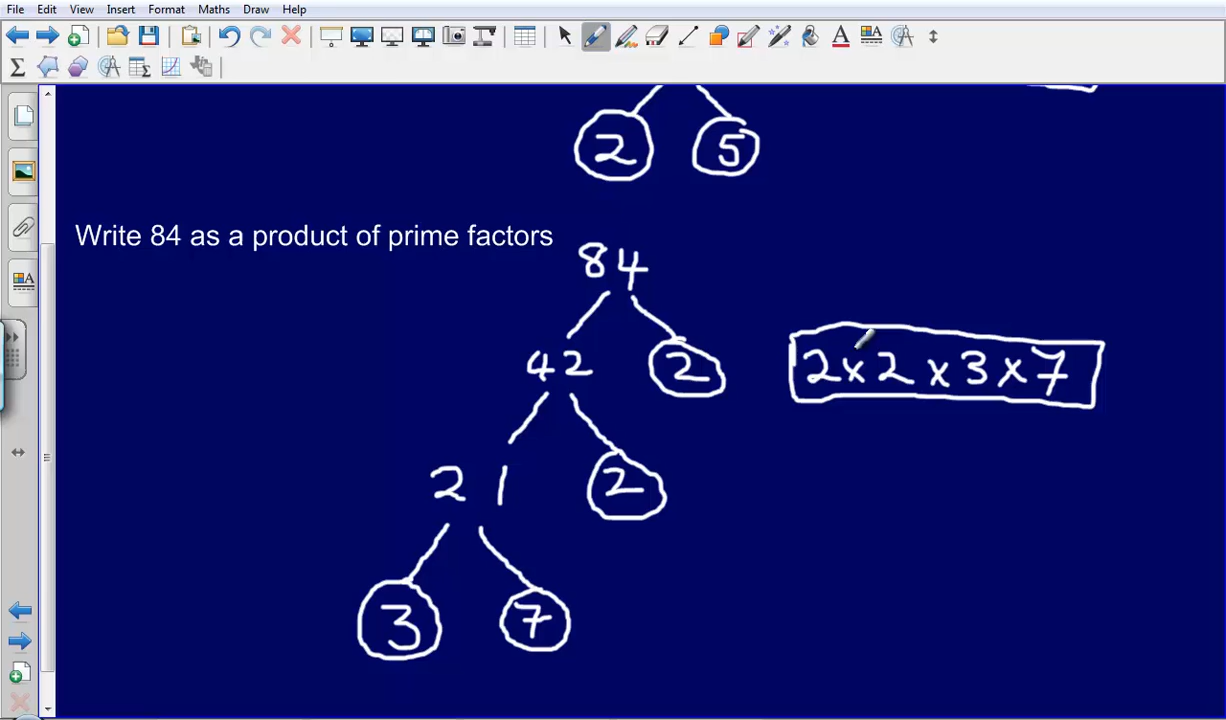 File Edit View Insert Format Tools Maths Draw Help
2 5
Write 84 as a product of prime factors
84
42 2
2x2x3x7
21 2
3 7